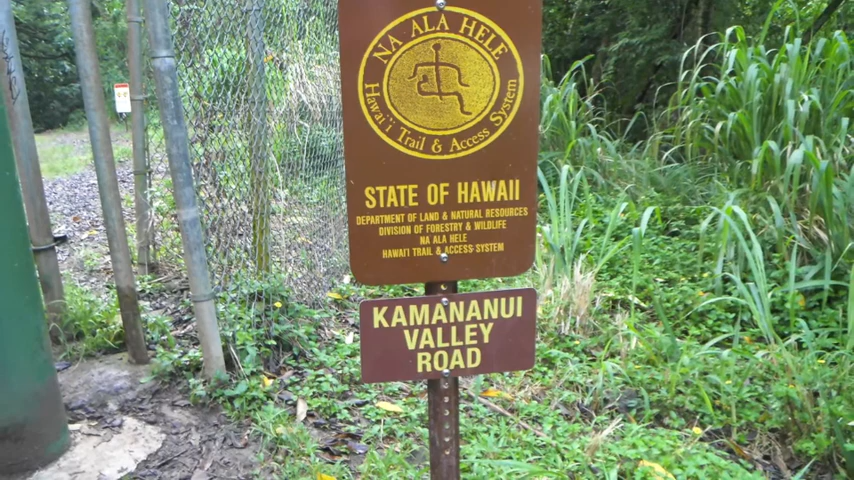 NA ALA HELE
Hawai'i Trail & Access System
STATE OF HAWAII
DEPARTMENT OF LAND & NATURAL RESOURCES
DIVISION OF FORESTRY & WILDLIFE
NA ALA HELE
HAWAI'I TRAIL & ACCESS SYSTEM
KAMANANUI
VALLEY
ROAD